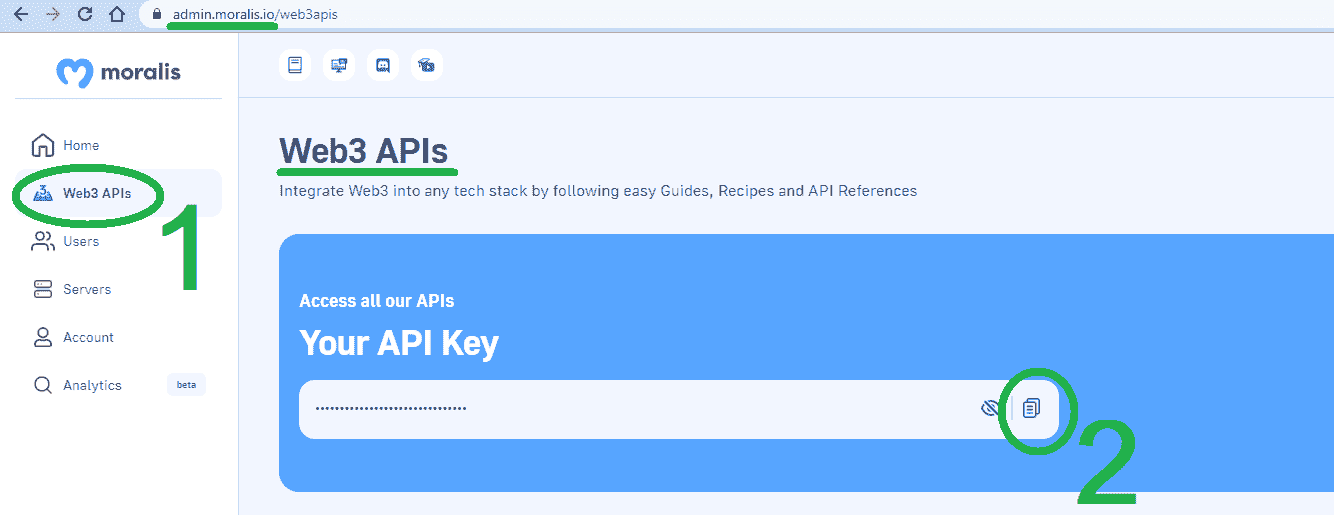 admin.moralis.io/web3apis
moralis
Home
Web3 APIs
Users
Servers
Account
Analytics beta
1
Web3 APIs
Integrate Web3 into any tech stack by following easy Guides, Recipes and API References
Access all our APIs
Your API Key
••••••••••••••••••••••••••••••
2